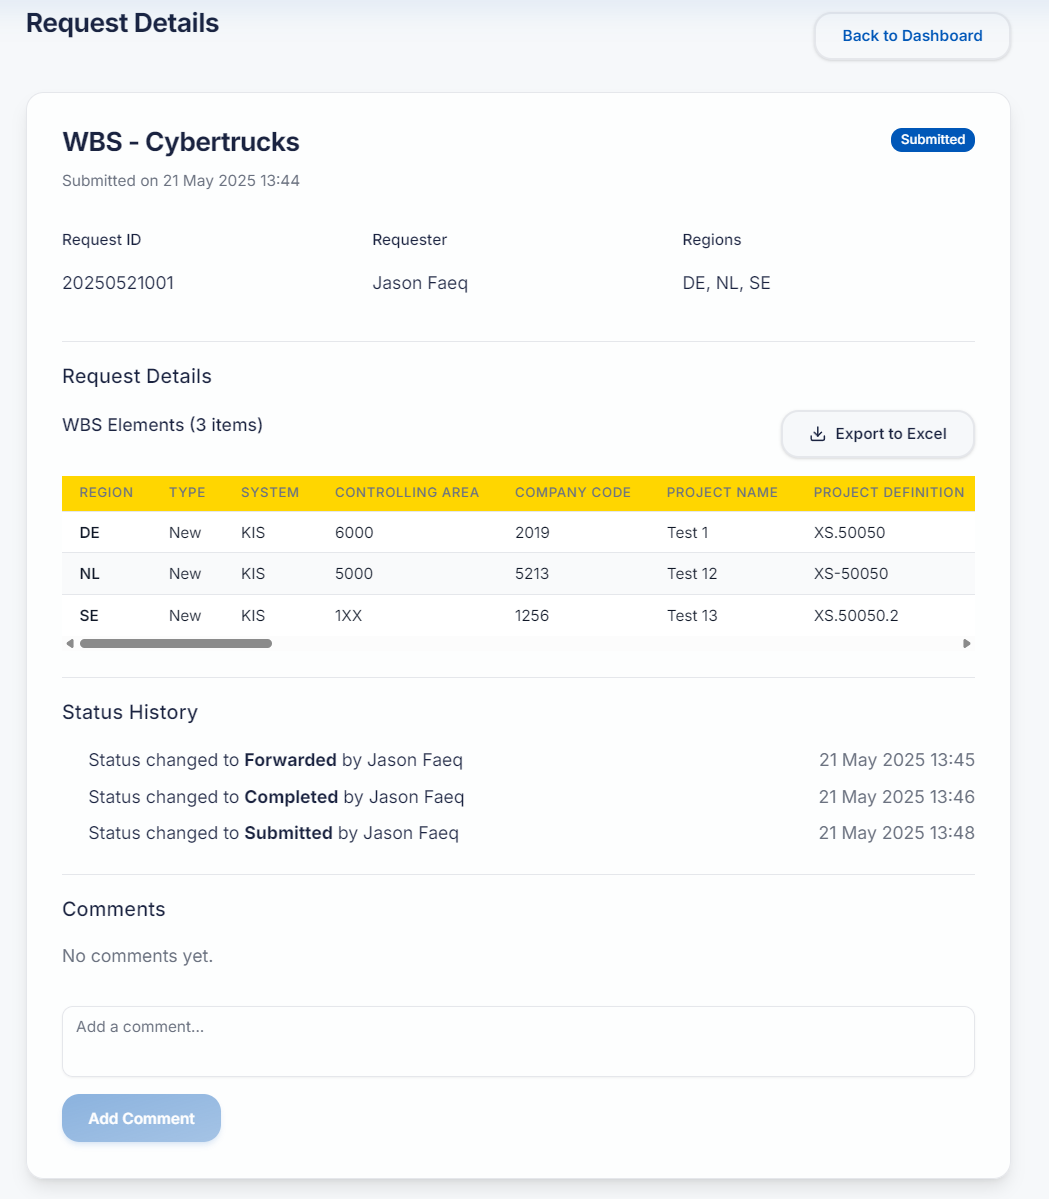 Request Details
Back to Dashboard
WBS - Cybertrucks
Submitted
Submitted on 21 May 2025 13:44
Request ID Requester Regions
20250521001 Jason Faeq DE, NL, SE
Request Details
WBS Elements (3 items)
Export to Excel
REGION TYPE SYSTEM CONTROLLING AREA COMPANY CODE PROJECT NAME PROJECT DEFINITION
DE New KIS 6000 2019 Test 1 XS.50050
NL New KIS 5000 5213 Test 12 XS-50050
SE New KIS 1XX 1256 Test 13 XS.50050.2
Status History
Status changed to Forwarded by Jason Faeq 21 May 2025 13:45
Status changed to Completed by Jason Faeq 21 May 2025 13:46
Status changed to Submitted by Jason Faeq 21 May 2025 13:48
Comments
No comments yet.
Add a comment...
Add Comment